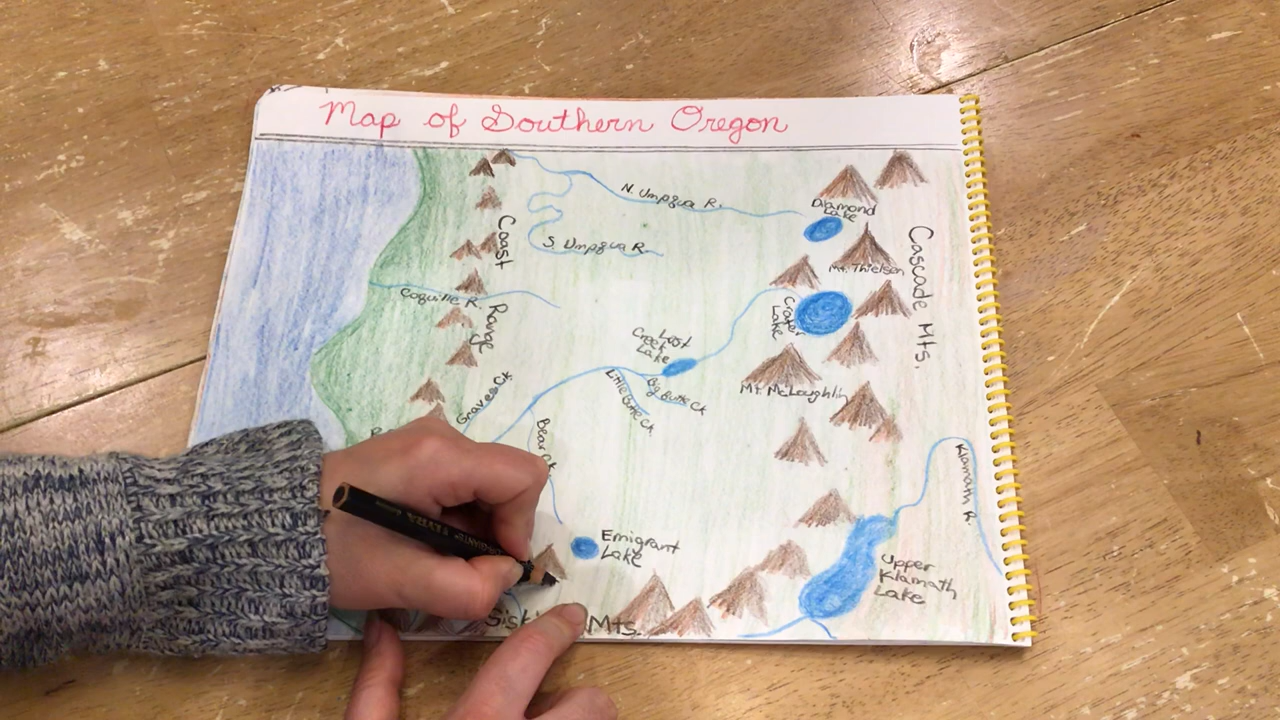 Map of Southern Oregon
N. Umpqua R.
Diamond
Lake
S. Umpqua R.
Coast
Range
Cascade Mts.
Mt. Thielsen
Coquille R.
Crater
Lake
Lost
Creek
Lake
Big Butte Ck
Little Butte Ck.
Mt. McLoughlin
Graves Ck.
Bear Ck
Klamath R.
Emigrant
Lake
Upper
Klamath
Lake
Mts.